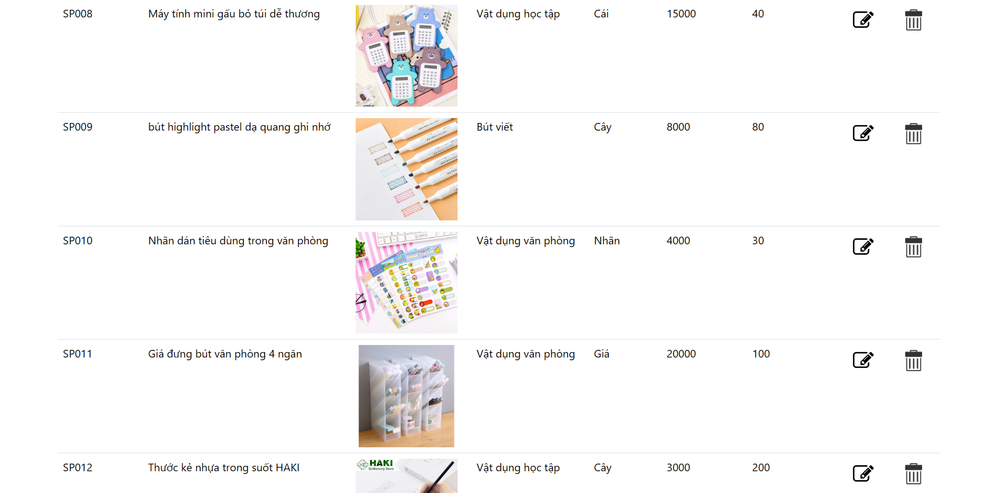 SP008 Máy tính mini gấu bỏ túi dễ thương Vật dụng học tập Cái 15000 40
SP009 bút highlight pastel dạ quang ghi nhớ Bút viết Cây 8000 80
SP010 Nhãn dán tiêu dùng trong văn phòng Vật dụng văn phòng Nhãn 4000 30
Name Sticker
SP011 Giá đưng bút văn phòng 4 ngăn Vật dụng văn phòng Giá 20000 100
SP012 Thước kẻ nhựa trong suốt HAKI Vật dụng học tập Cây 3000 200
HAKI
Stationery Store